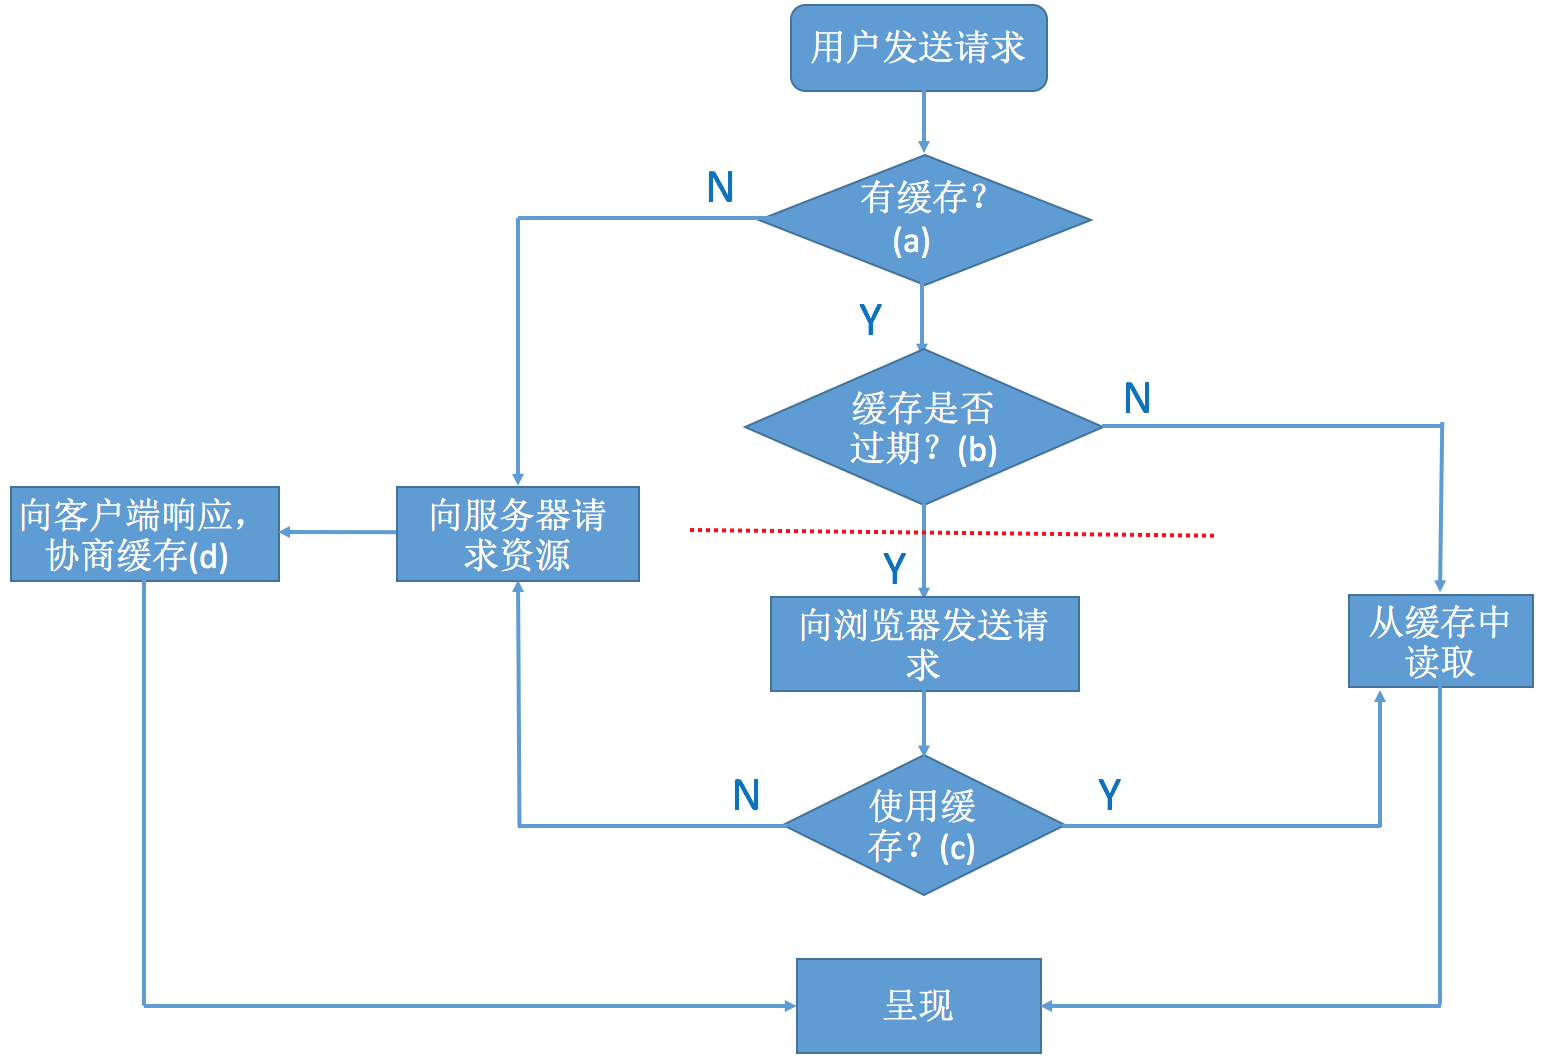 用户发送请求
N
有缓存？
(a)
Y
缓存是否
过期？(b)
N
向客户端响应，
协商缓存(d)
向服务器请
求资源
Y
向浏览器发送请
求
从缓存中
读取
N
使用缓
存？(c)
Y
呈现